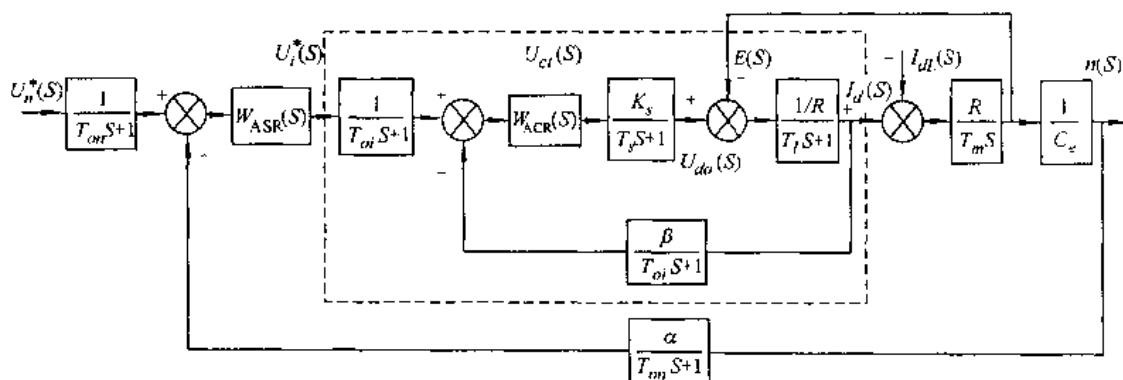 U_n^*(S)
1
T_on S+1
+
-
W_ASR(S)
U_i^*(S)
1
T_oi S+1
+
-
U_ct(S)
W_ACR(S)
K_s
T_s S+1
+
E(S)
-
U_do(S)
1/R
T_l S+1
I_d(S)
+
-
I_dL(S)
R
T_m S
1
C_e
n(S)
β
T_oi S+1
α
T_on S+1